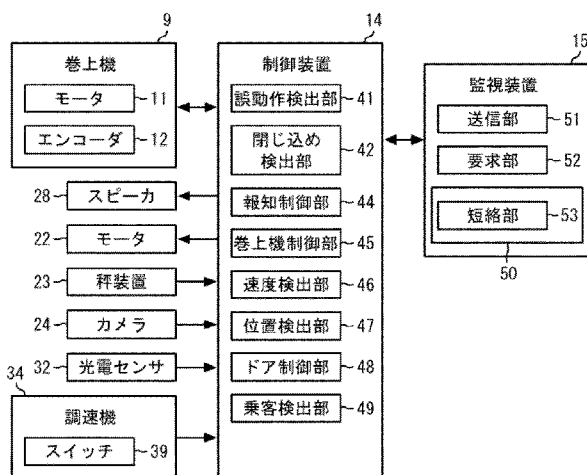 9
巻上機
モータ 11
エンコーダ 12
28 スピーカ
22 モータ
23 秤装置
24 カメラ
32 光電センサ
34
調速機
スイッチ 39
14
制御装置
誤動作検出部 41
閉じ込め
検出部 42
報知制御部 44
巻上機制御部 45
速度検出部 46
位置検出部 47
ドア制御部 48
乗客検出部 49
15
監視装置
送信部 51
要求部 52
短絡部 53
50